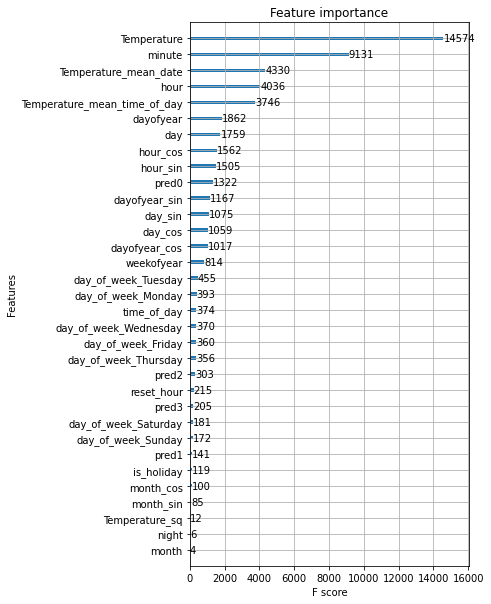 Feature importance
Temperature 14574
minute 9131
Temperature_mean_date 4330
hour 4036
Temperature_mean_time_of_day 3746
dayofyear 1862
day 1759
hour_cos 1562
hour_sin 1505
pred0 1322
dayofyear_sin 1167
day_sin 1075
day_cos 1059
dayofyear_cos 1017
weekofyear 814
day_of_week_Tuesday 455
day_of_week_Monday 393
time_of_day 374
day_of_week_Wednesday 370
day_of_week_Friday 360
day_of_week_Thursday 356
pred2 303
reset_hour 215
pred3 205
day_of_week_Saturday 181
day_of_week_Sunday 172
pred1 141
is_holiday 119
month_cos 100
month_sin 85
Temperature_sq 12
night 6
month 4
Features
0 2000 4000 6000 8000 10000 12000 14000 16000
F score